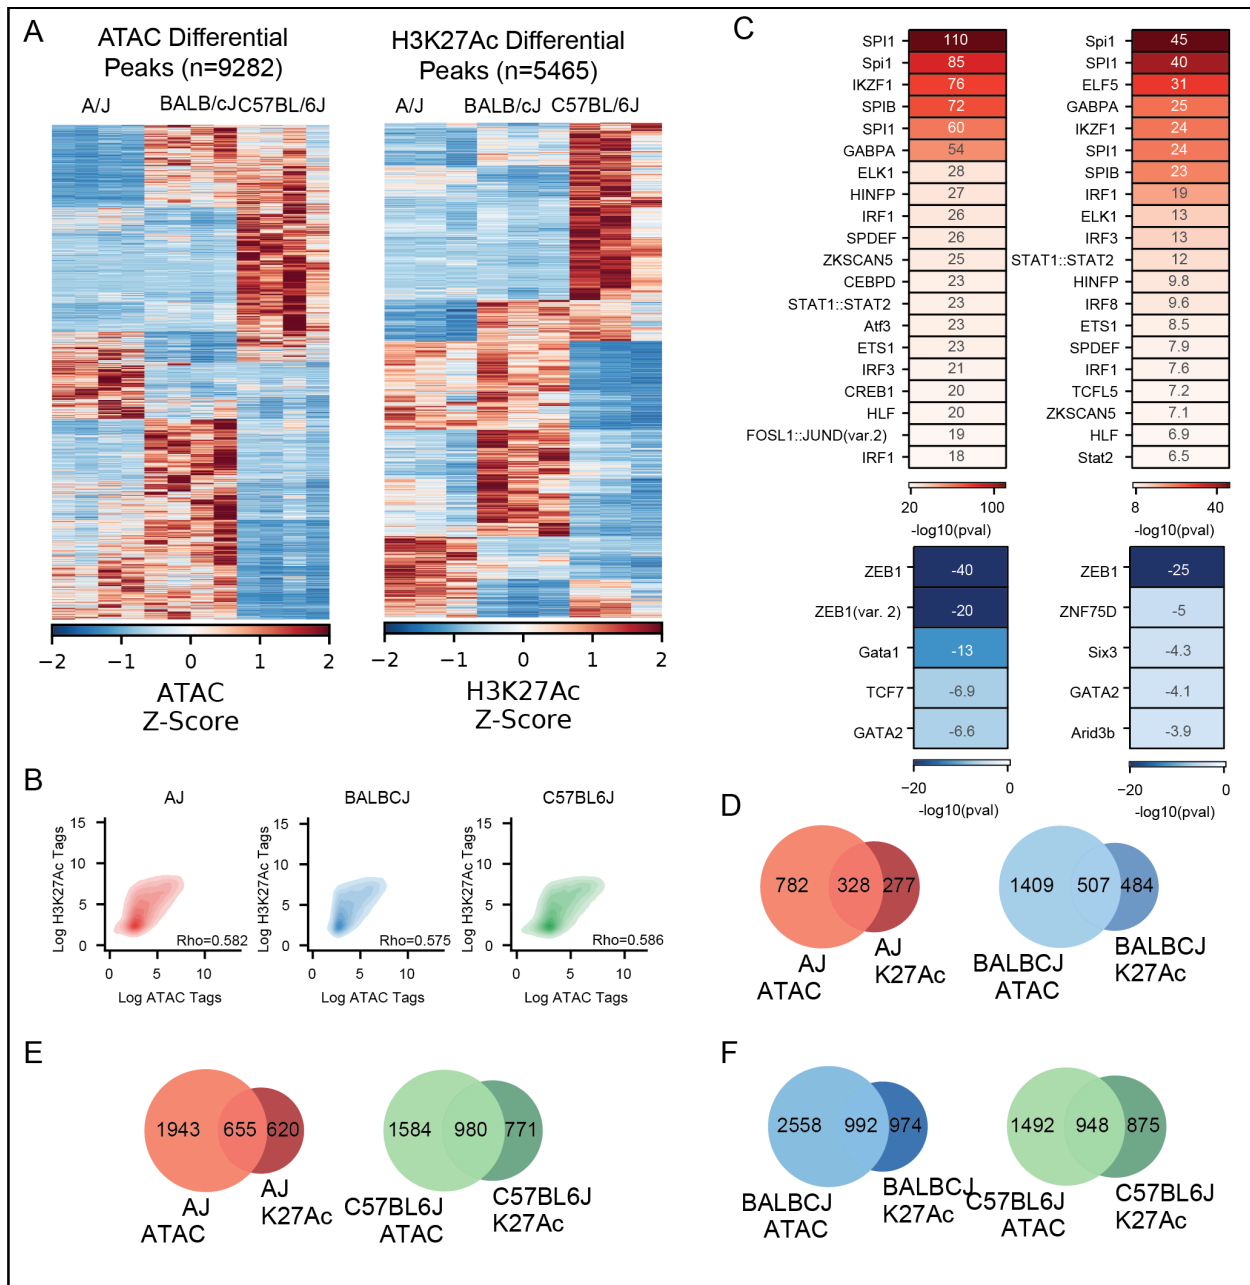 A
ATAC Differential
Peaks (n=9282)
A/J
BALB/cJ
C57BL/6J
−2
−1
0
1
2
ATAC
Z-Score
H3K27Ac Differential
Peaks (n=5465)
A/J
BALB/cJ
C57BL/6J
−2
−1
0
1
2
H3K27Ac
Z-Score
B
AJ
Log H3K27Ac Tags
15
10
5
0
Rho=0.582
0
5
10
Log ATAC Tags
BALBCJ
Log H3K27Ac Tags
15
10
5
0
Rho=0.575
0
5
10
Log ATAC Tags
C57BL6J
Log H3K27Ac Tags
15
10
5
0
Rho=0.586
0
5
10
Log ATAC Tags
C
SPI1 110
Spi1 85
IKZF1 76
SPIB 72
SPI1 60
GABPA 54
ELK1 28
HINFP 27
IRF1 26
SPDEF 26
ZKSCAN5 25
CEBPD 23
STAT1::STAT2 23
Atf3 23
ETS1 23
IRF3 21
CREB1 20
HLF 20
FOSL1::JUND(var.2) 19
IRF1 18
20 100
-log10(pval)
ZEB1 -40
ZEB1(var. 2) -20
Gata1 -13
TCF7 -6.9
GATA2 -6.6
−20 0
-log10(pval)
Spi1 45
SPI1 40
ELF5 31
GABPA 25
IKZF1 24
SPI1 24
SPIB 23
IRF1 19
ELK1 13
IRF3 13
STAT1::STAT2 12
HINFP 9.8
IRF8 9.6
ETS1 8.5
SPDEF 7.9
IRF1 7.6
TCFL5 7.2
ZKSCAN5 7.1
HLF 6.9
Stat2 6.5
8 40
-log10(pval)
ZEB1 -25
ZNF75D -5
Six3 -4.3
GATA2 -4.1
Arid3b -3.9
−20 0
-log10(pval)
D
782 328 277
AJ
ATAC
AJ
K27Ac
1409 507 484
BALBCJ
ATAC
BALBCJ
K27Ac
E
1943 655 620
AJ
ATAC
AJ
K27Ac
1584 980 771
C57BL6J
ATAC
C57BL6J
K27Ac
F
2558 992 974
BALBCJ
ATAC
BALBCJ
K27Ac
1492 948 875
C57BL6J
ATAC
C57BL6J
K27Ac